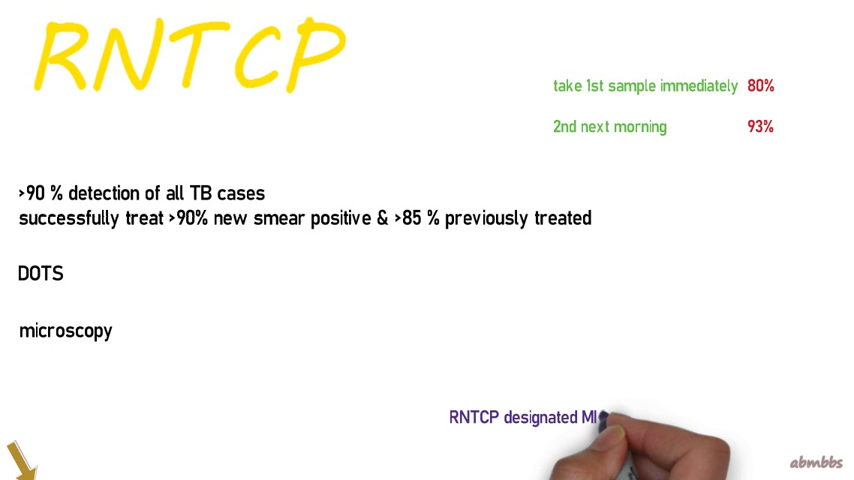 RNTCP
take 1st sample immediately 80%
2nd next morning 93%
>90 % detection of all TB cases
successfully treat >90% new smear positive & >85 % previously treated
DOTS
microscopy
RNTCP designated MI
abmbbs